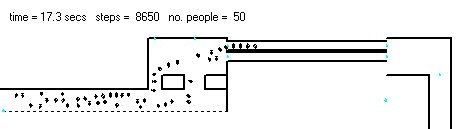 time = 17.3 secs   steps =  8650   no. people =  50